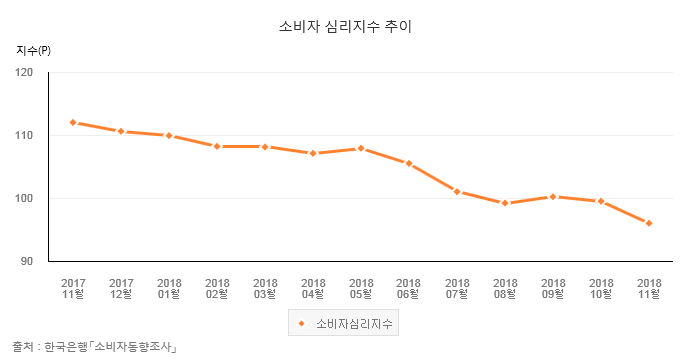 소비자 심리지수 추이
지수(P)
120
110
100
90
2017 2017 2018 2018 2018 2018 2018 2018 2018 2018 2018 2018 2018
11월 12월 01월 02월 03월 04월 05월 06월 07월 08월 09월 10월 11월
소비자심리지수
출처 : 한국은행「소비자동향조사」